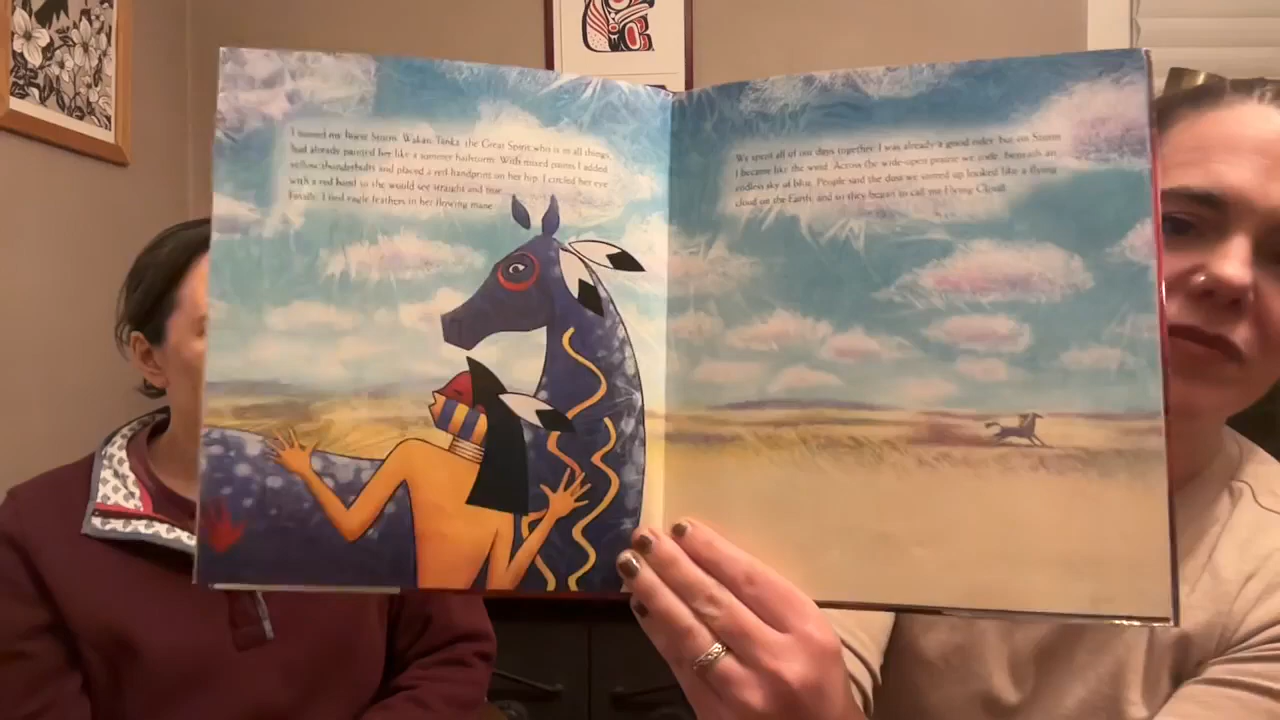 I named my horse Storm. Wakan Tanka, the Great Spirit who is in all things,
had already painted her like a summer hailstorm. With mixed paints I added
yellow thunderbolts and placed a red handprint on her hip. I circled her eye
with a red band so she would see straight and true.
Finally, I tied eagle feathers in her flowing mane.
We spent all of our days together. I was already a good rider, but on Storm
I became like the wind. Across the wide-open prairie we rode, beneath an
endless sky of blue. People said the dust we stirred up looked like a flying
cloud on the Earth, and so they began to call me Flying Cloud.